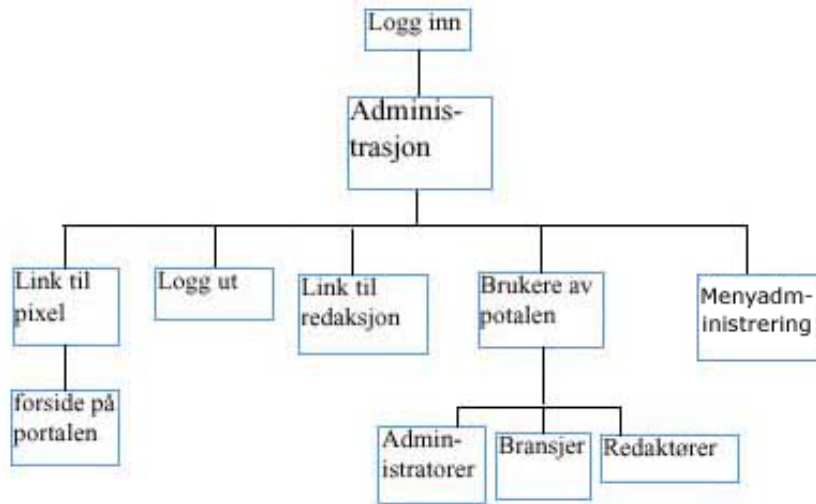 Logg inn
Adminis-
trasjon
Link til
pixel
Logg ut
Link til
redaksjon
Brukere av
potalen
Menyadm-
inistrering
forside på
portalen
Admin-
istratorer
Bransjer
Redaktører